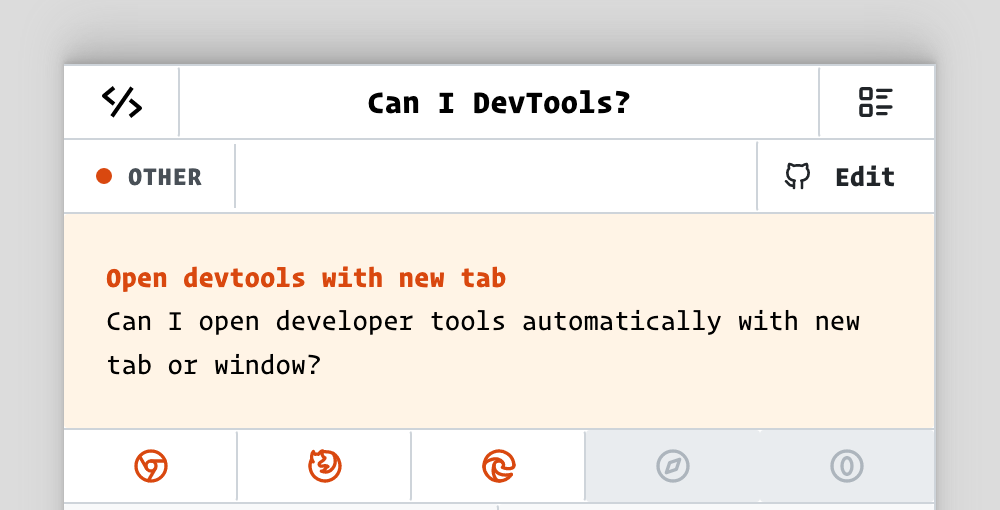 Can I DevTools?
OTHER
Edit
Open devtools with new tab
Can I open developer tools automatically with new
tab or window?